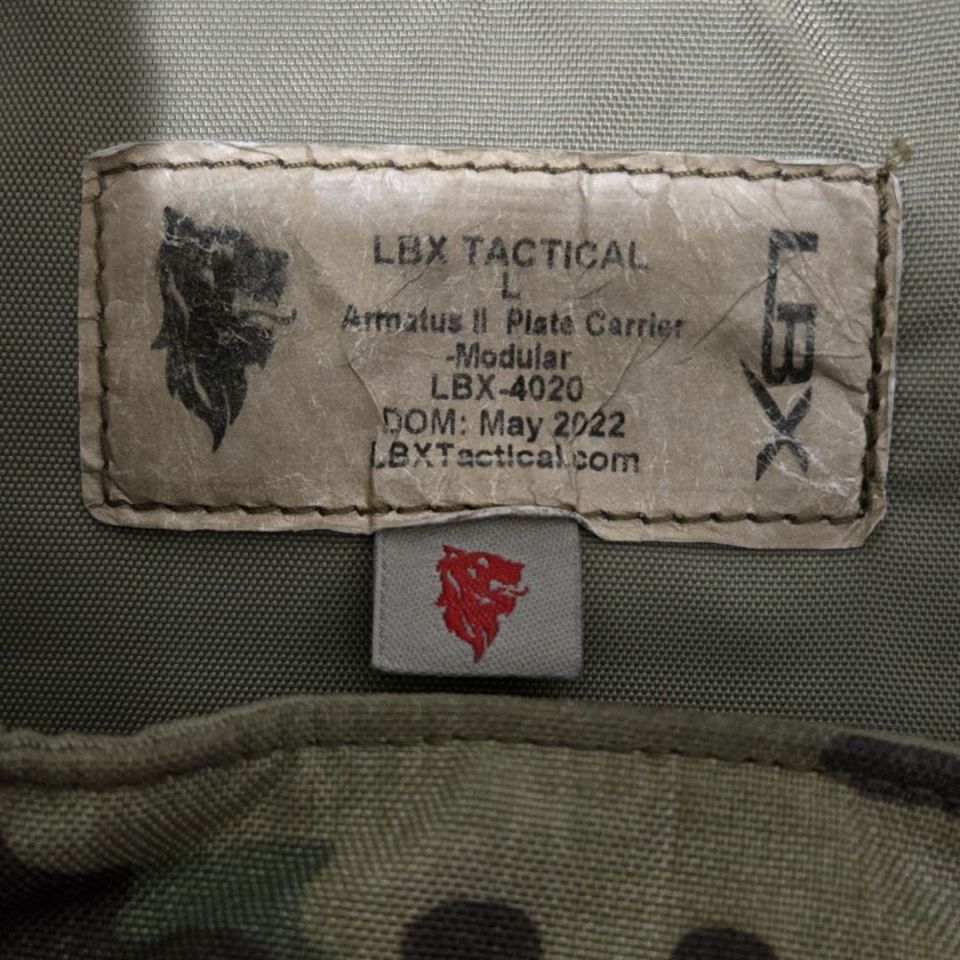 LBX TACTICAL
L
Armatus II Plate Carrier
-Modular
LBX-4020
DOM: May 2022
LBXTactical.com
LBX